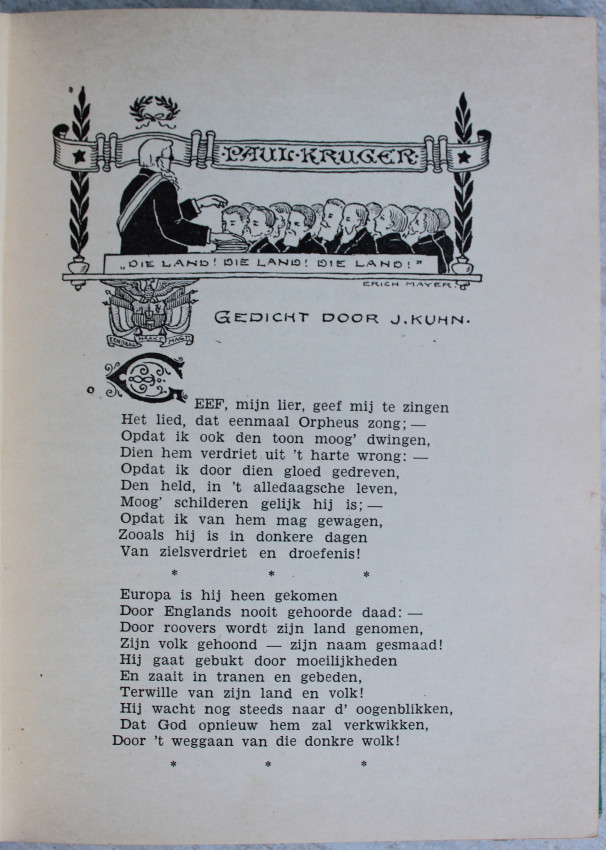 PAUL KRUGER
„DIE LAND! DIE LAND! DIE LAND!"
ERICH MAYER.
EENDRAGT MAAKT MAGT
GEDICHT DOOR J. KUHN.
GEEF, mijn lier, geef mij te zingen
Het lied, dat eenmaal Orpheus zong; —
Opdat ik ook den toon moog' dwingen,
Dien hem verdriet uit 't harte wrong: —
Opdat ik door dien gloed gedreven,
Den held, in 't alledaagsche leven,
Moog' schilderen gelijk hij is; —
Opdat ik van hem mag gewagen,
Zooals hij is in donkere dagen
Van zielsverdriet en droefenis!
* * *
Europa is hij heen gekomen
Door Englands nooit gehoorde daad: —
Door roovers wordt zijn land genomen,
Zijn volk gehoond — zijn naam gesmaad!
Hij gaat gebukt door moeilijkheden
En zaait in tranen en gebeden,
Terwille van zijn land en volk!
Hij wacht nog steeds naar d' oogenblikken,
Dat God opnieuw hem zal verkwikken,
Door 't weggaan van die donkre wolk!
* * *